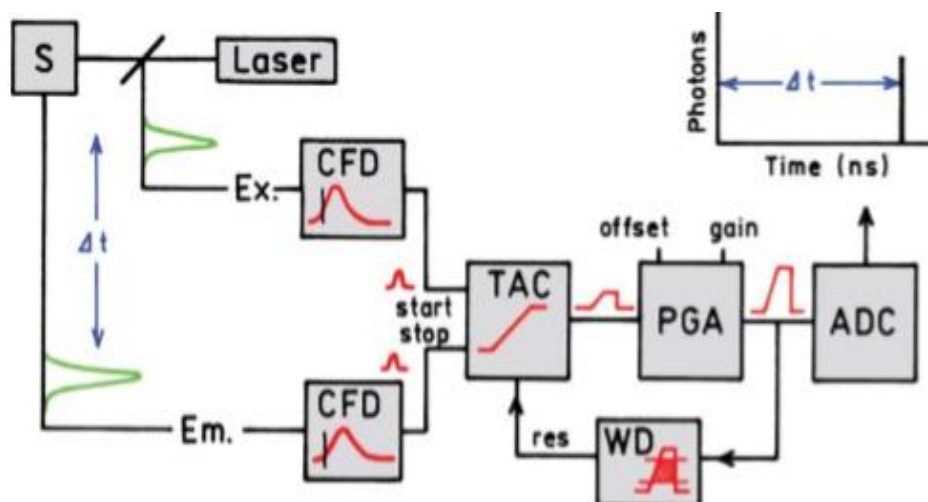 S
Laser
Photons
Δt
Time (ns)
CFD
Ex.
Δt
offset
gain
TAC
start
stop
PGA
ADC
CFD
Em.
res
WD